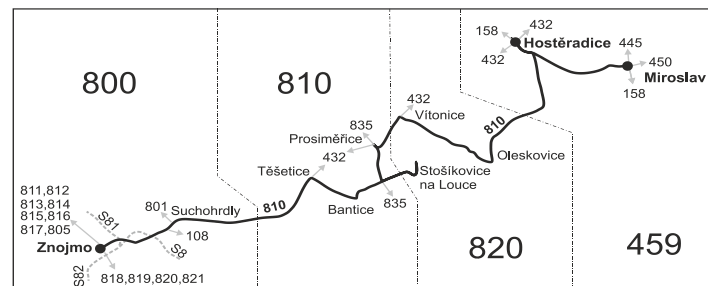 432
158
Hostěradice
432
445
450
Miroslav
158
800
810
432
Vítonice
835
Prosiměřice
810
432
Těšetice
Oleskovice
Stošíkovice
na Louce
Bantice
835
811,812
813,814
815,816
817,805
S81
801
Suchohrdly
810
108
S8
Znojmo
S82
818,819,820,821
820
459